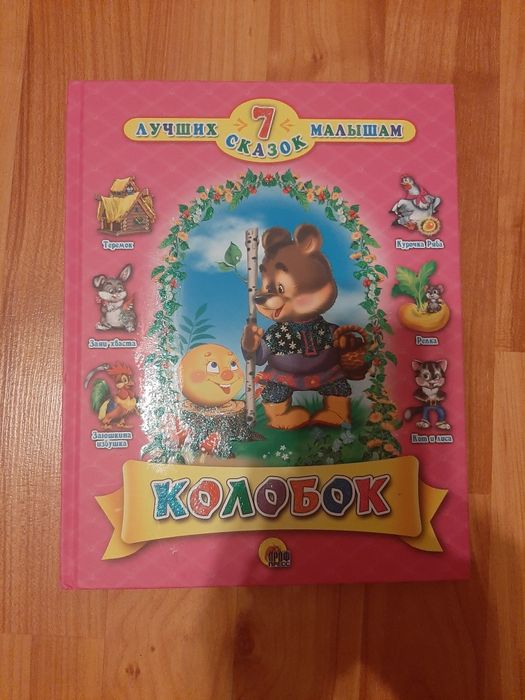 7
ЛУЧШИХ СКАЗОК МАЛЫШАМ
Теремок
Курочка Ряба
Заяц-хваста
Репка
Заюшкина
избушка
Кот и лиса
КОЛОБОК
ПРОФ
ПРЕСС